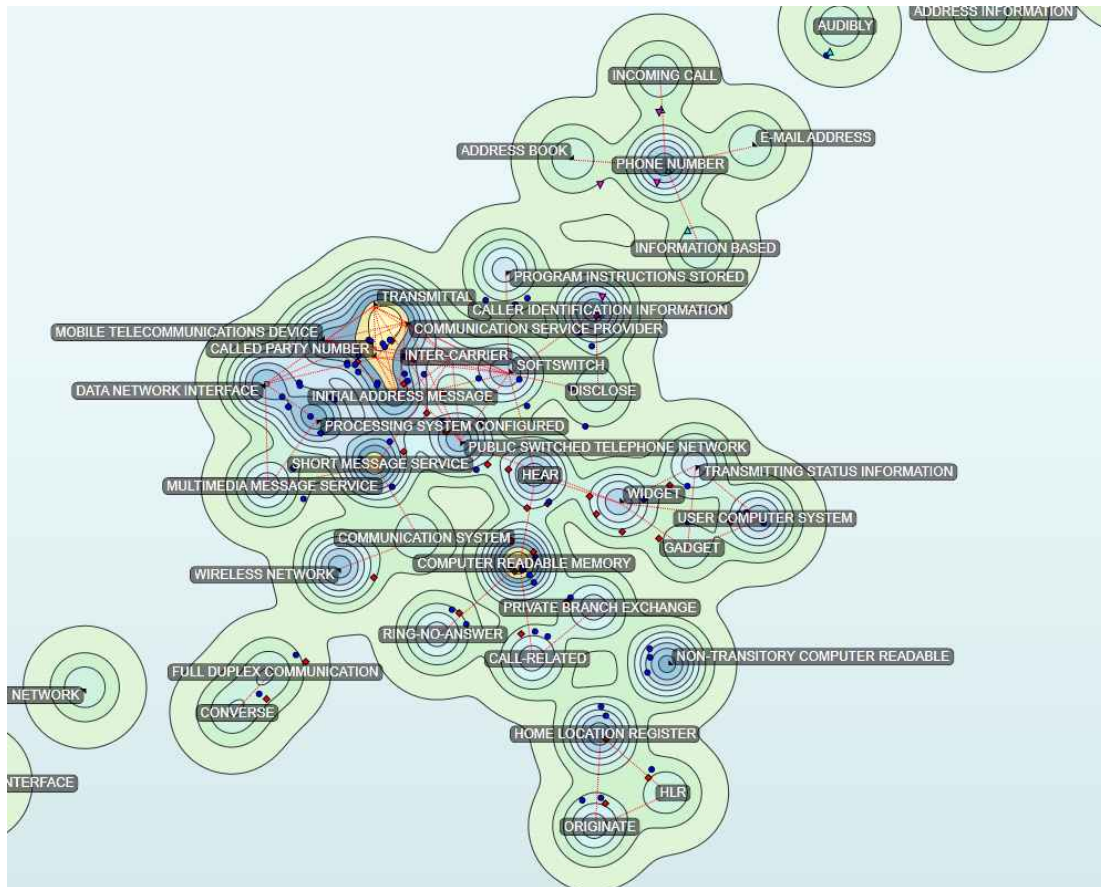 ADDRESS INFORMATION
AUDIBLY
INCOMING CALL
E-MAIL ADDRESS
ADDRESS BOOK
PHONE NUMBER
INFORMATION BASED
PROGRAM INSTRUCTIONS STORED
TRANSMITTAL
CALLER IDENTIFICATION INFORMATION
MOBILE TELECOMMUNICATIONS DEVICE
COMMUNICATION SERVICE PROVIDER
CALLED PARTY NUMBER
INTER-CARRIER
SOFTSWITCH
DATA NETWORK INTERFACE
DISCLOSE
INITIAL ADDRESS MESSAGE
PROCESSING SYSTEM CONFIGURED
PUBLIC SWITCHED TELEPHONE NETWORK
SHORT MESSAGE SERVICE
HEAR
TRANSMITTING STATUS INFORMATION
MULTIMEDIA MESSAGE SERVICE
WIDGET
USER COMPUTER SYSTEM
COMMUNICATION SYSTEM
GADGET
COMPUTER READABLE MEMORY
WIRELESS NETWORK
PRIVATE BRANCH EXCHANGE
RING-NO-ANSWER
CALL-RELATED
NON-TRANSITORY COMPUTER READABLE
FULL DUPLEX COMMUNICATION
NETWORK
CONVERSE
HOME LOCATION REGISTER
NTERFACE
HLR
ORIGINATE